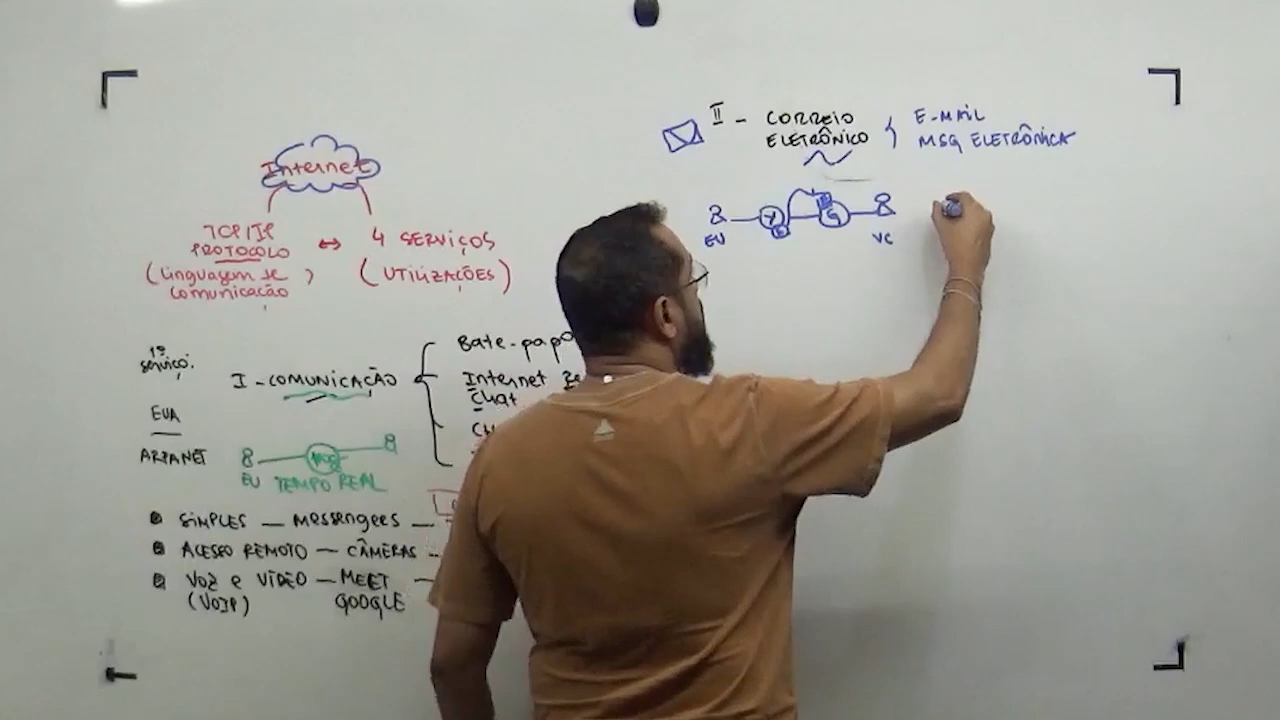 Internet
TCP/IP
PROTOCOLO
(Linguagem de
comunicação)
↔
4 SERVIÇOS
(UTILIZAÇÕES)
1º
serviço:
I - COMUNICAÇÃO
Bate-papo
Internet
Chat
EUA
ARPANET
EU TEMPO REAL
SIMPLES — messengers —
ACESSO REMOTO — CÂMERAS —
VOZ e VÍDEO — MEET
(VOIP) GOOGLE
II - CORREIO
ELETRÔNICO
E-MAIL
MSG ELETRÔNICA
Y
G
EU
VC